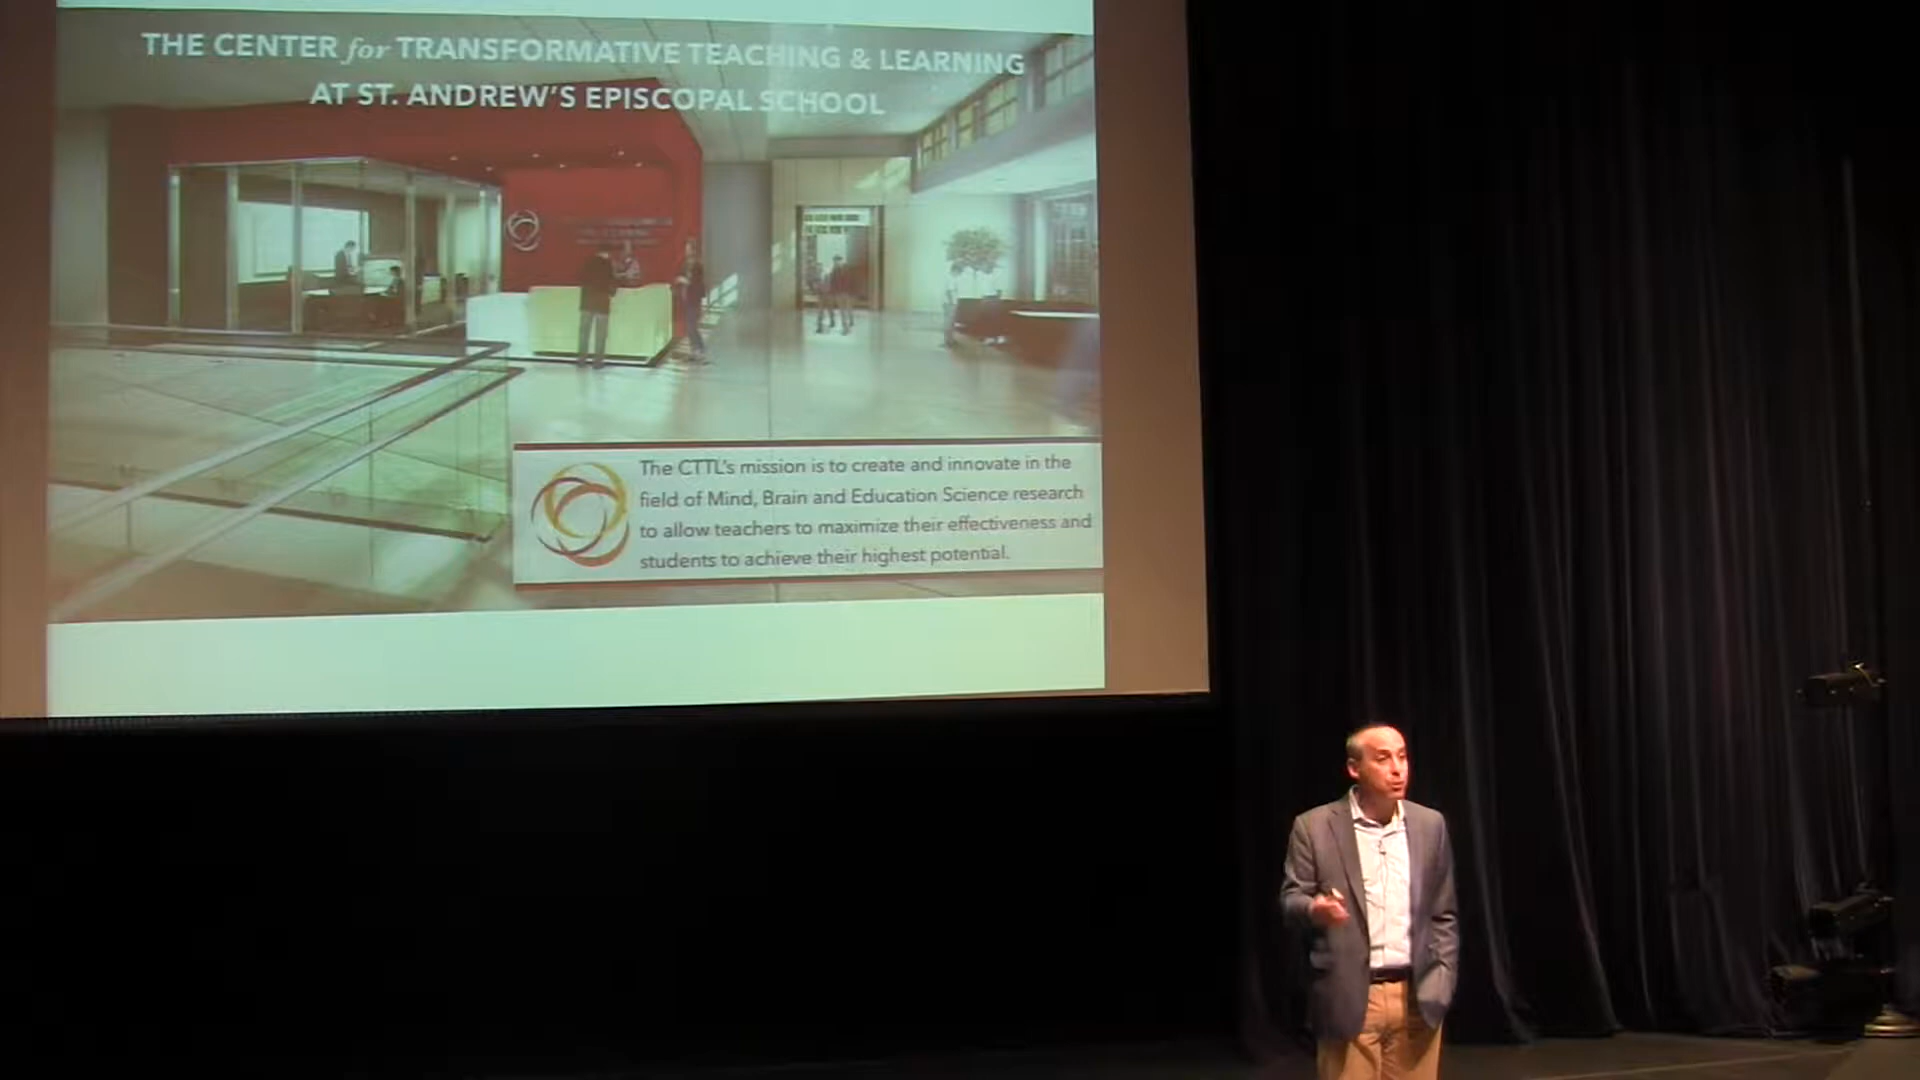 THE CENTER for TRANSFORMATIVE TEACHING & LEARNING
AT ST. ANDREW'S EPISCOPAL SCHOOL
The CTTL's mission is to create and innovate in the
field of Mind, Brain and Education Science research
to allow teachers to maximize their effectiveness and
students to achieve their highest potential.